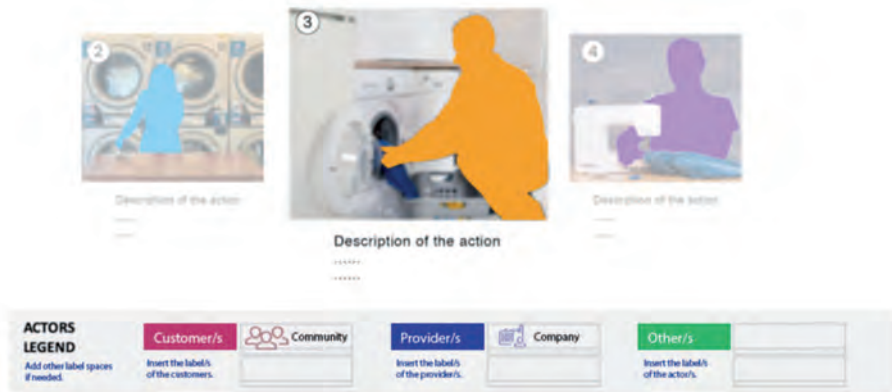 2
3
4
Description of the action
Description of the action
Description of the action
......
......
ACTORS
LEGEND
Add other label spaces
if needed.
Customer/s
Community
Insert the label/s
of the customers.
Provider/s
Company
Insert the label/s
of the provider/s.
Other/s
Insert the label/s
of the actor/s.